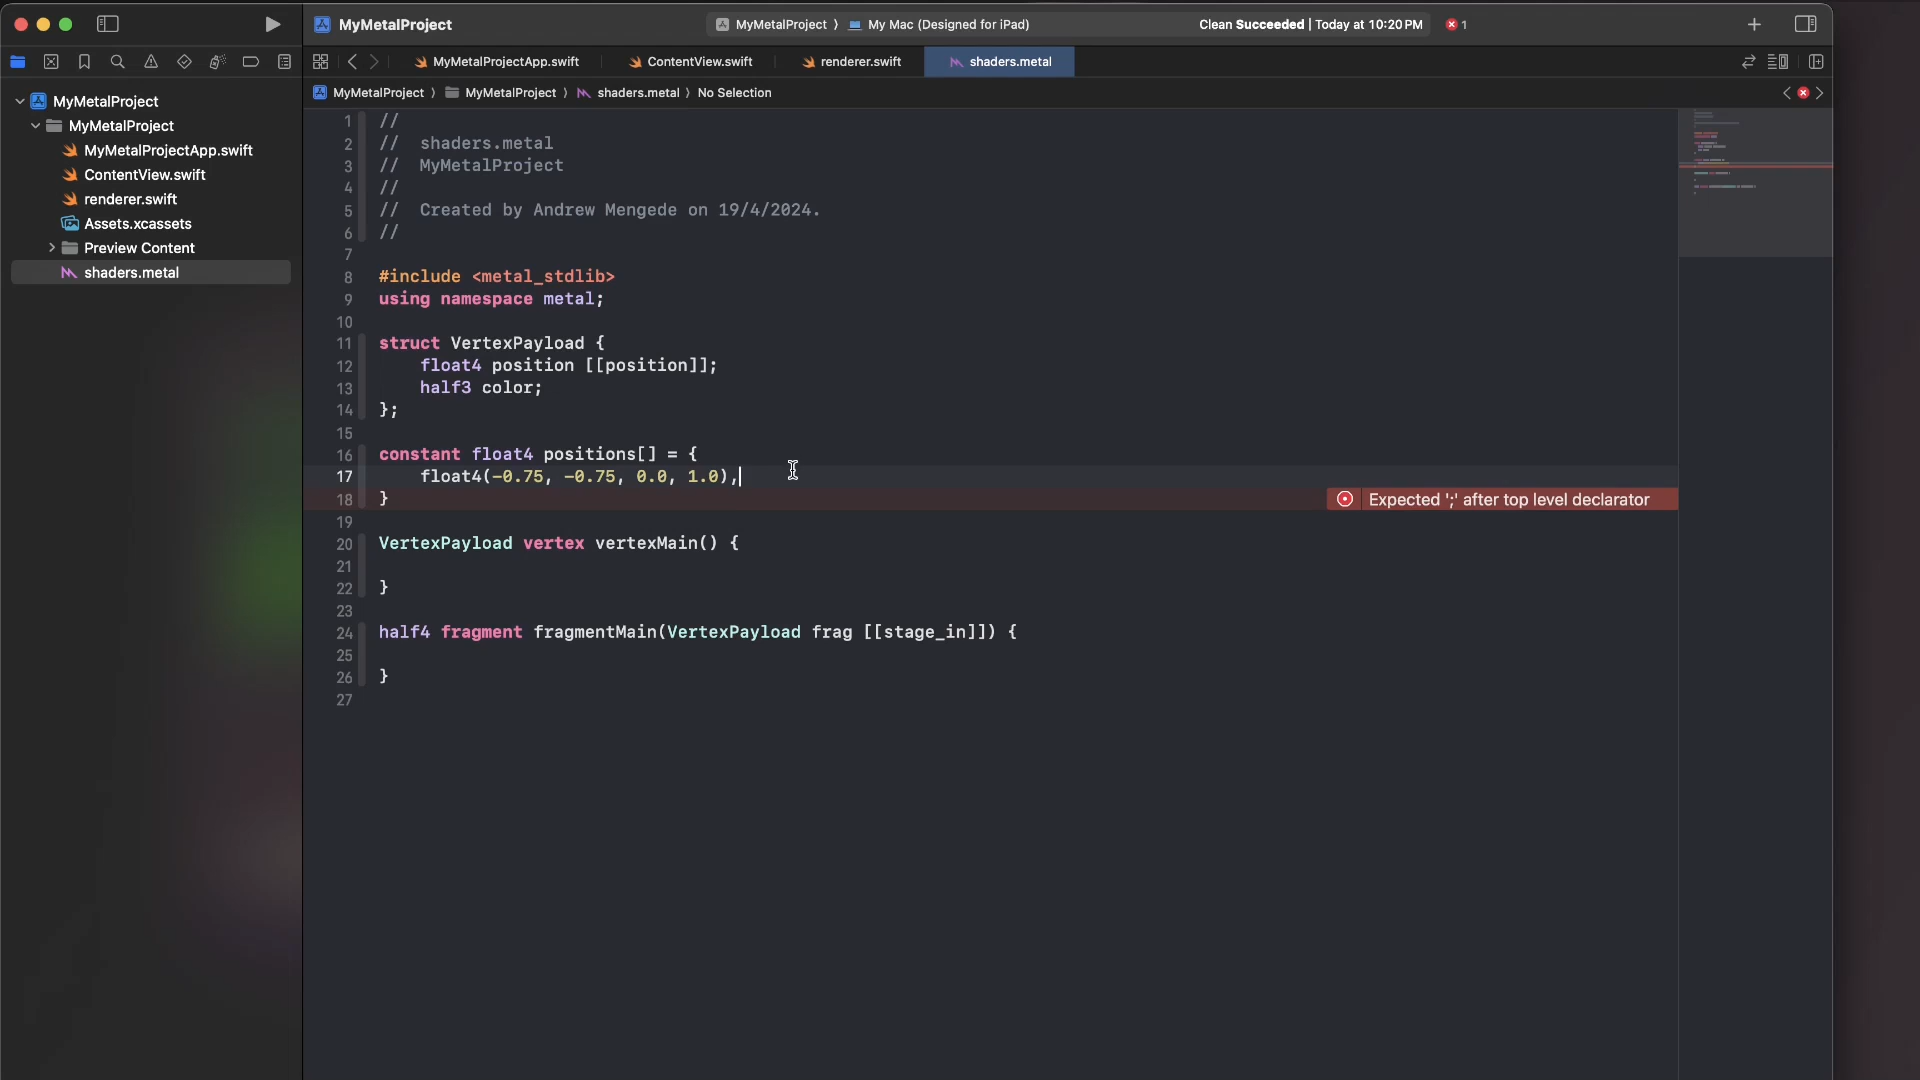 MyMetalProject
MyMetalProject 〉 My Mac (Designed for iPad)
Clean Succeeded | Today at 10:20 PM
1
MyMetalProjectApp.swift
ContentView.swift
renderer.swift
shaders.metal
MyMetalProject 〉 MyMetalProject 〉 shaders.metal 〉 No Selection
MyMetalProject
MyMetalProject
MyMetalProjectApp.swift
ContentView.swift
renderer.swift
Assets.xcassets
Preview Content
shaders.metal
1 //
2 //  shaders.metal
3 //  MyMetalProject
4 //
5 //  Created by Andrew Mengede on 19/4/2024.
6 //
7
8 #include <metal_stdlib>
9 using namespace metal;
10
11 struct VertexPayload {
12     float4 position [[position]];
13     half3 color;
14 };
15
16 constant float4 positions[] = {
17     float4(-0.75, -0.75, 0.0, 1.0),
18 } Expected ';' after top level declarator
19
20 VertexPayload vertex vertexMain() {
21
22 }
23
24 half4 fragment fragmentMain(VertexPayload frag [[stage_in]]) {
25
26 }
27